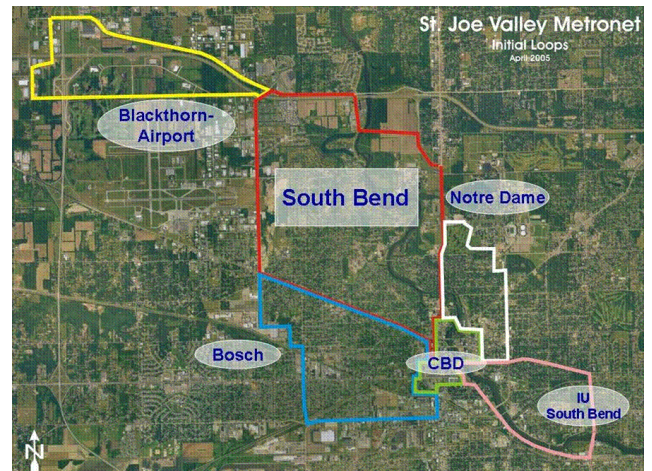 St. Joe Valley Metronet
Initial Loops
April 2005
Blackthorn-
Airport
South Bend
Notre Dame
Bosch
CBD
IU
South Bend
N